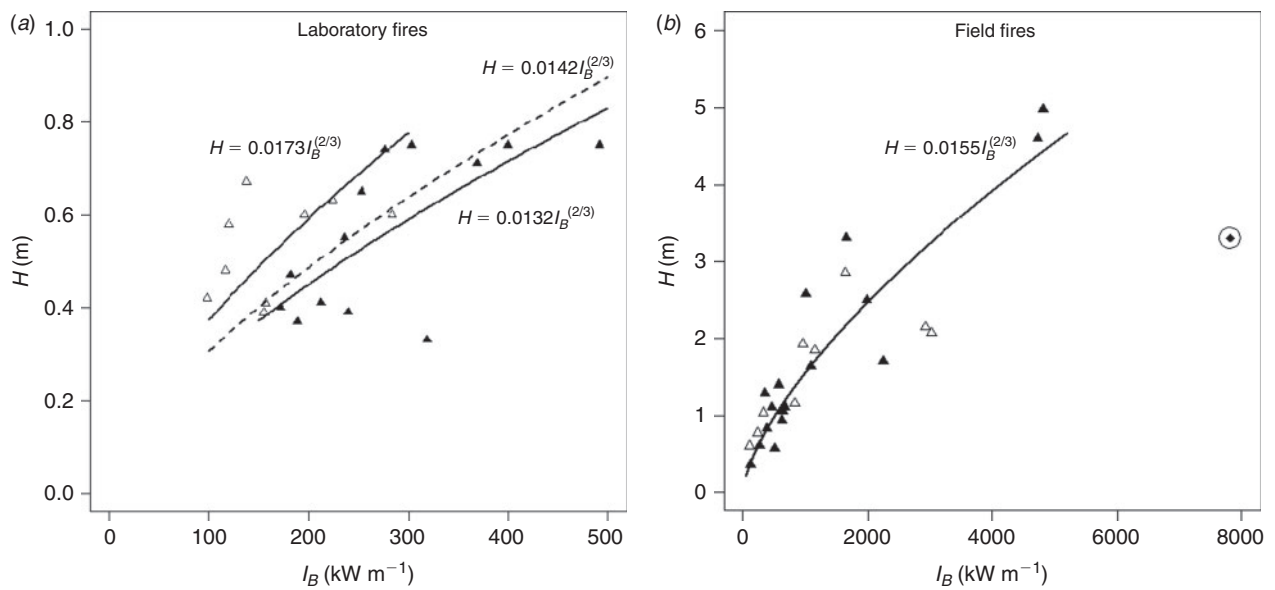 (a)
Laboratory fires
1.0
0.8
0.6
0.4
0.2
0.0
H (m)
H = 0.0142I_B^(2/3)
H = 0.0173I_B^(2/3)
H = 0.0132I_B^(2/3)
0 100 200 300 400 500
I_B (kW m⁻¹)
(b)
Field fires
6
5
4
3
2
1
0
H (m)
H = 0.0155I_B^(2/3)
0 2000 4000 6000 8000
I_B (kW m⁻¹)